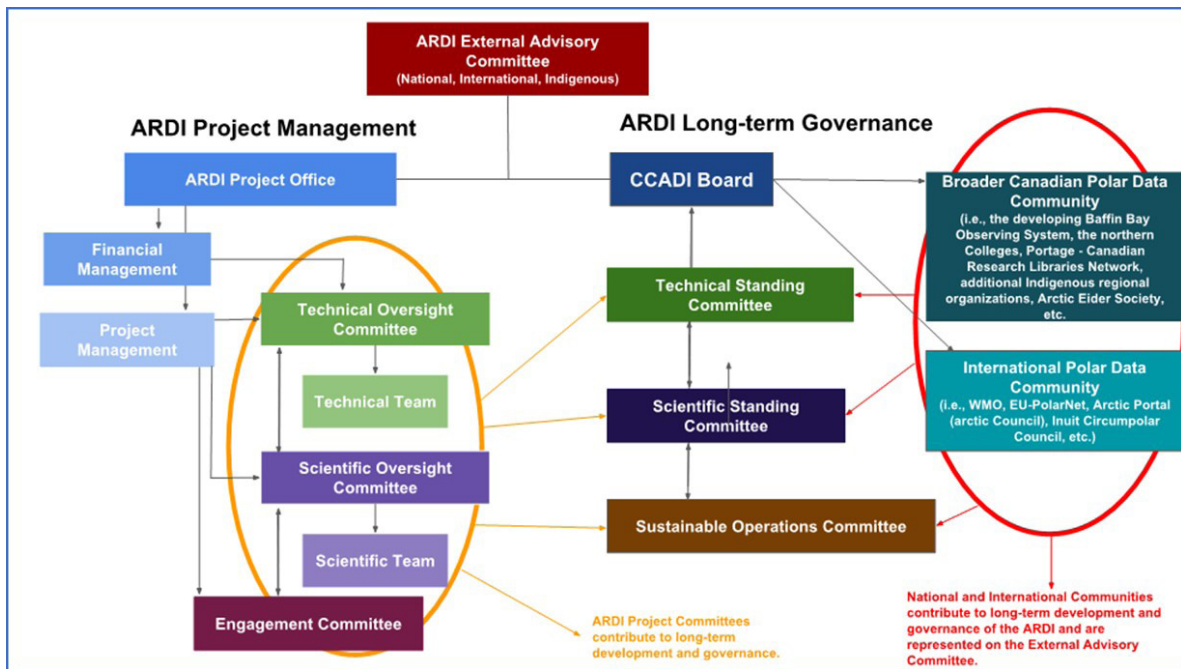 ARDI External Advisory
Committee
(National, International, Indigenous)
ARDI Project Management
ARDI Long-term Governance
ARDI Project Office
CCADI Board
Broader Canadian Polar Data
Community
(i.e., the developing Baffin Bay
Observing System, the northern
Colleges, Portage - Canadian
Research Libraries Network,
additional Indigenous regional
organizations, Arctic Eider Society,
etc.
Financial
Management
Technical Oversight
Committee
Technical Standing
Committee
Project
Management
International Polar Data
Community
(i.e., WMO, EU-PolarNet, Arctic Portal
(arctic Council), Inuit Circumpolar
Council, etc.)
Technical Team
Scientific Standing
Committee
Scientific Oversight
Committee
Sustainable Operations Committee
Scientific Team
Engagement Committee
ARDI Project Committees
contribute to long-term
development and governance.
National and International Communities
contribute to long-term development and
governance of the ARDI and are
represented on the External Advisory
Committee.